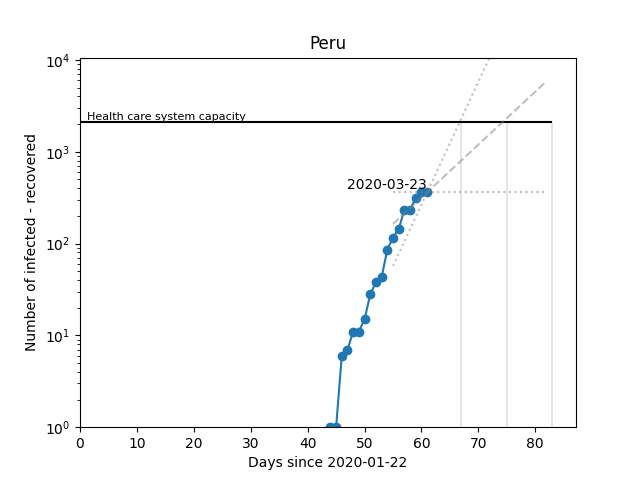 Peru
10⁴
Health care system capacity
10³
2020-03-23
10²
10¹
10⁰
Number of infected - recovered
0 10 20 30 40 50 60 70 80
Days since 2020-01-22